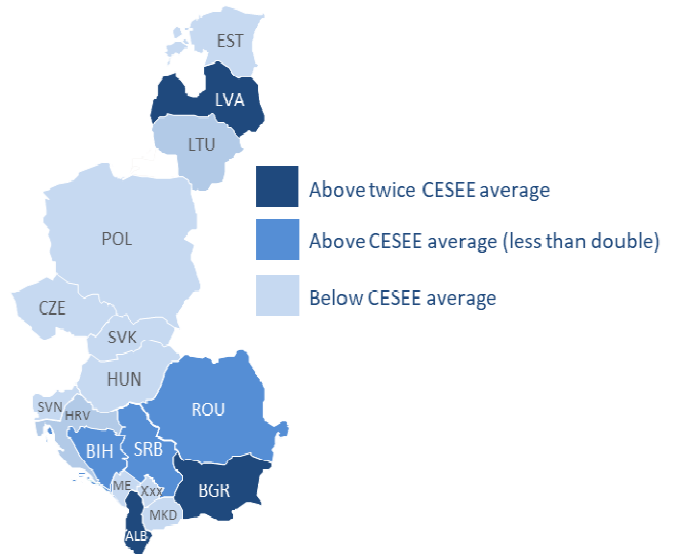 EST
LVA
LTU
Above twice CESEE average
POL
Above CESEE average (less than double)
CZE
Below CESEE average
SVK
HUN
SVN
HRV
ROU
BIH
SRB
ME
Xxx
BGR
MKD
ALB